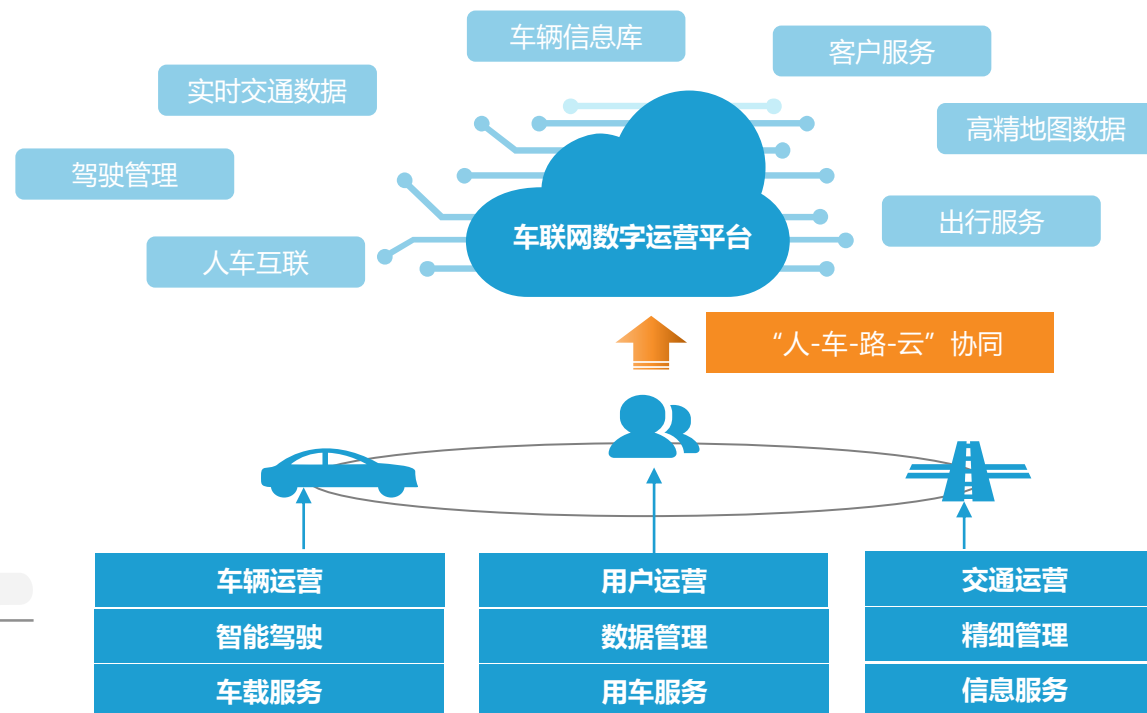 车辆信息库
客户服务
实时交通数据
高精地图数据
驾驶管理
出行服务
人车互联
车联网数字运营平台
“人-车-路-云”协同
车辆运营
用户运营
交通运营
智能驾驶
数据管理
精细管理
车载服务
用车服务
信息服务